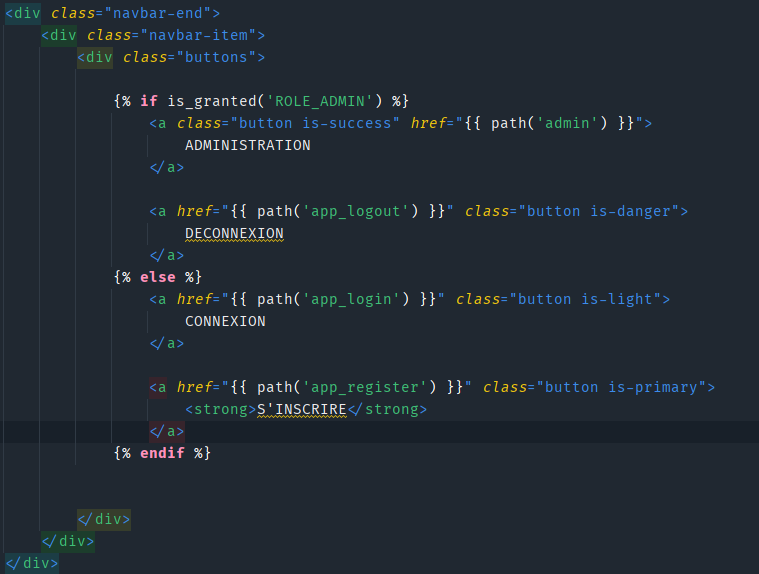 <div class="navbar-end">
<div class="navbar-item">
<div class="buttons">
{% if is_granted('ROLE_ADMIN') %}
<a class="button is-success" href="{{ path('admin') }}">
ADMINISTRATION
</a>
<a href="{{ path('app_logout') }}" class="button is-danger">
DECONNEXION
</a>
{% else %}
<a href="{{ path('app_login') }}" class="button is-light">
CONNEXION
</a>
<a href="{{ path('app_register') }}" class="button is-primary">
<strong>S'INSCRIRE</strong>
</a>
{% endif %}
</div>
</div>
</div>